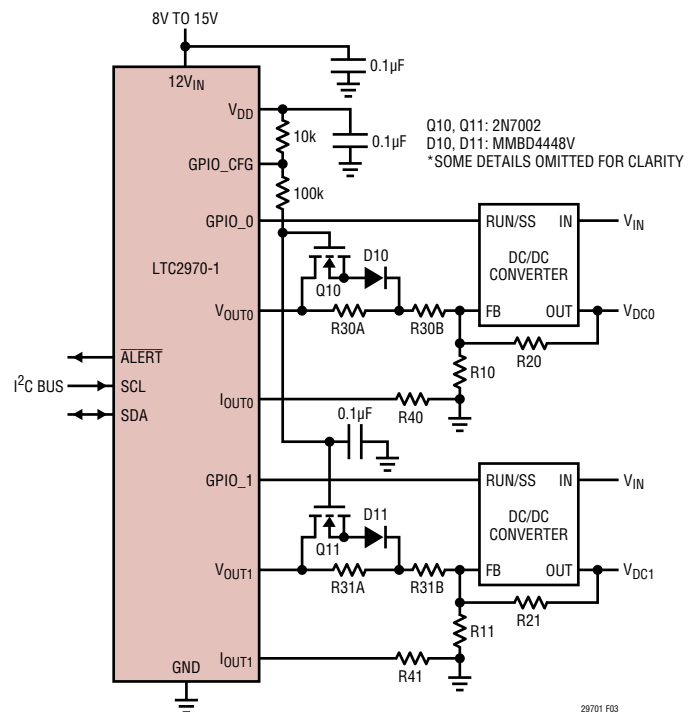 8V TO 15V
0.1µF
12VIN
VDD
10k
0.1µF
Q10, Q11: 2N7002
D10, D11: MMBD4448V
*SOME DETAILS OMITTED FOR CLARITY
GPIO_CFG
100k
GPIO_0
RUN/SS IN
VIN
DC/DC
CONVERTER
LTC2970-1
D10
Q10
VOUT0
FB OUT
VDC0
R30A
R30B
R20
R10
ALERT
I2C BUS
SCL
SDA
IOUT0
R40
0.1µF
GPIO_1
RUN/SS IN
VIN
DC/DC
CONVERTER
D11
Q11
VOUT1
FB OUT
VDC1
R31A
R31B
R21
R11
GND
IOUT1
R41
29701 F03